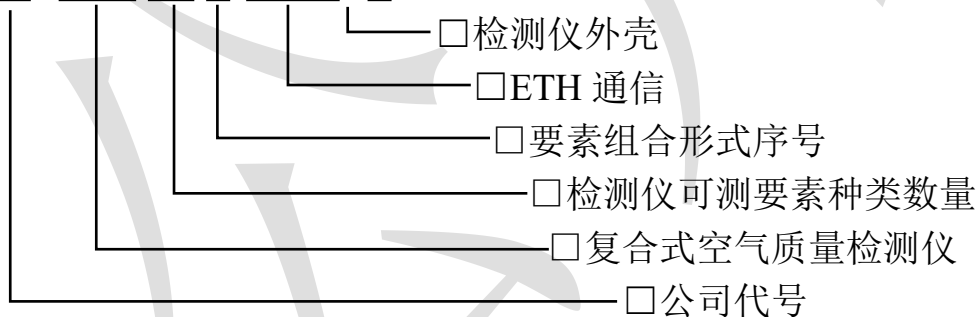 □检测仪外壳
□ETH 通信
□要素组合形式序号
□检测仪可测要素种类数量
□复合式空气质量检测仪
□公司代号